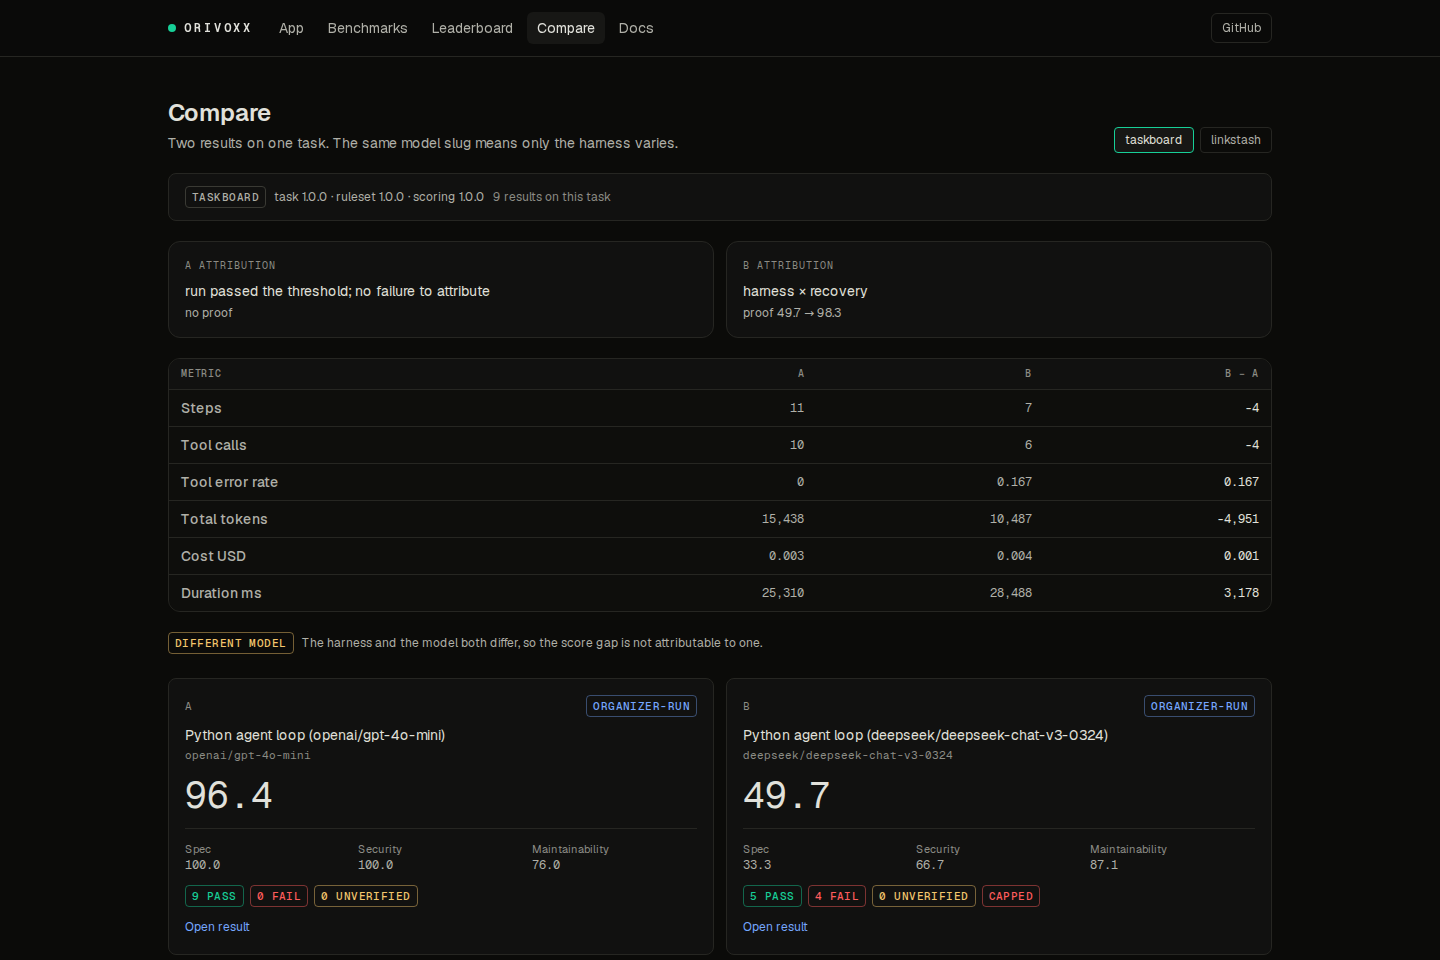 ORIVOXX App Benchmarks Leaderboard Compare Docs GitHub
Compare
Two results on one task. The same model slug means only the harness varies.
taskboard linkstash
TASKBOARD task 1.0.0 · ruleset 1.0.0 · scoring 1.0.0 9 results on this task
A ATTRIBUTION
run passed the threshold; no failure to attribute
no proof
B ATTRIBUTION
harness × recovery
proof 49.7 → 98.3
METRIC A B B − A
Steps 11 7 -4
Tool calls 10 6 -4
Tool error rate 0 0.167 0.167
Total tokens 15,438 10,487 -4,951
Cost USD 0.003 0.004 0.001
Duration ms 25,310 28,488 3,178
DIFFERENT MODEL The harness and the model both differ, so the score gap is not attributable to one.
A ORGANIZER-RUN
Python agent loop (openai/gpt-4o-mini)
openai/gpt-4o-mini
96.4
Spec Security Maintainability
100.0 100.0 76.0
9 PASS 0 FAIL 0 UNVERIFIED
Open result
B ORGANIZER-RUN
Python agent loop (deepseek/deepseek-chat-v3-0324)
deepseek/deepseek-chat-v3-0324
49.7
Spec Security Maintainability
33.3 66.7 87.1
5 PASS 4 FAIL 0 UNVERIFIED CAPPED
Open result